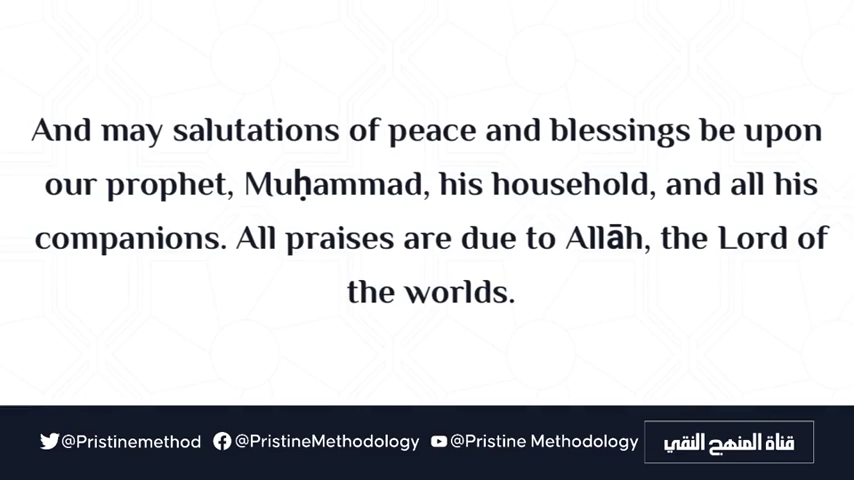 And may salutations of peace and blessings be upon
our prophet, Muḥammad, his household, and all his
companions. All praises are due to Allāh, the Lord of
the worlds.
@Pristinemethod @PristineMethodology @Pristine Methodology قناة المنهج النقي